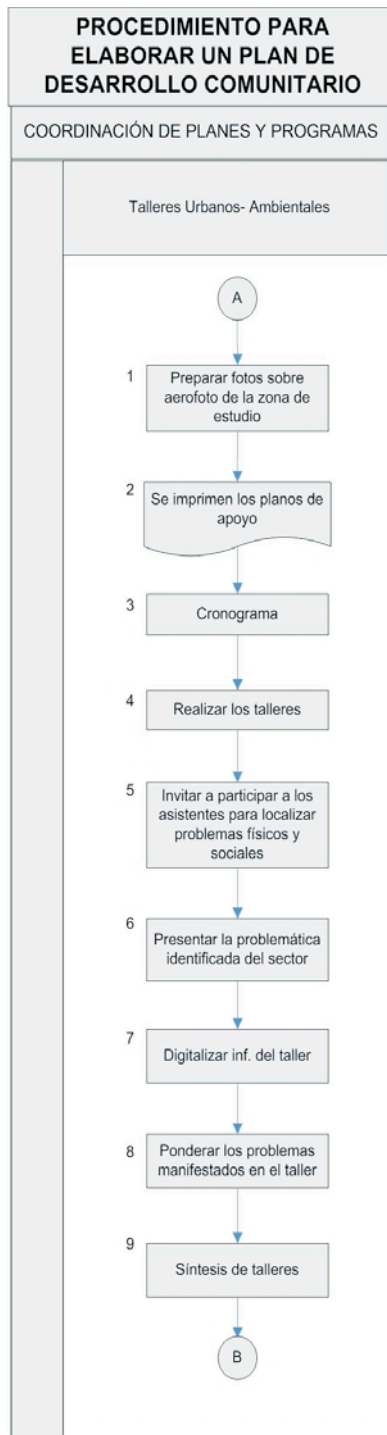 PROCEDIMIENTO PARA
ELABORAR UN PLAN DE
DESARROLLO COMUNITARIO
COORDINACIÓN DE PLANES Y PROGRAMAS
Talleres Urbanos- Ambientales
A
1
Preparar fotos sobre
aerofoto de la zona de
estudio
2
Se imprimen los planos de
apoyo
3
Cronograma
4
Realizar los talleres
5
Invitar a participar a los
asistentes para localizar
problemas físicos y
sociales
6
Presentar la problemática
identificada del sector
7
Digitalizar inf. del taller
8
Ponderar los problemas
manifestados en el taller
9
Síntesis de talleres
B